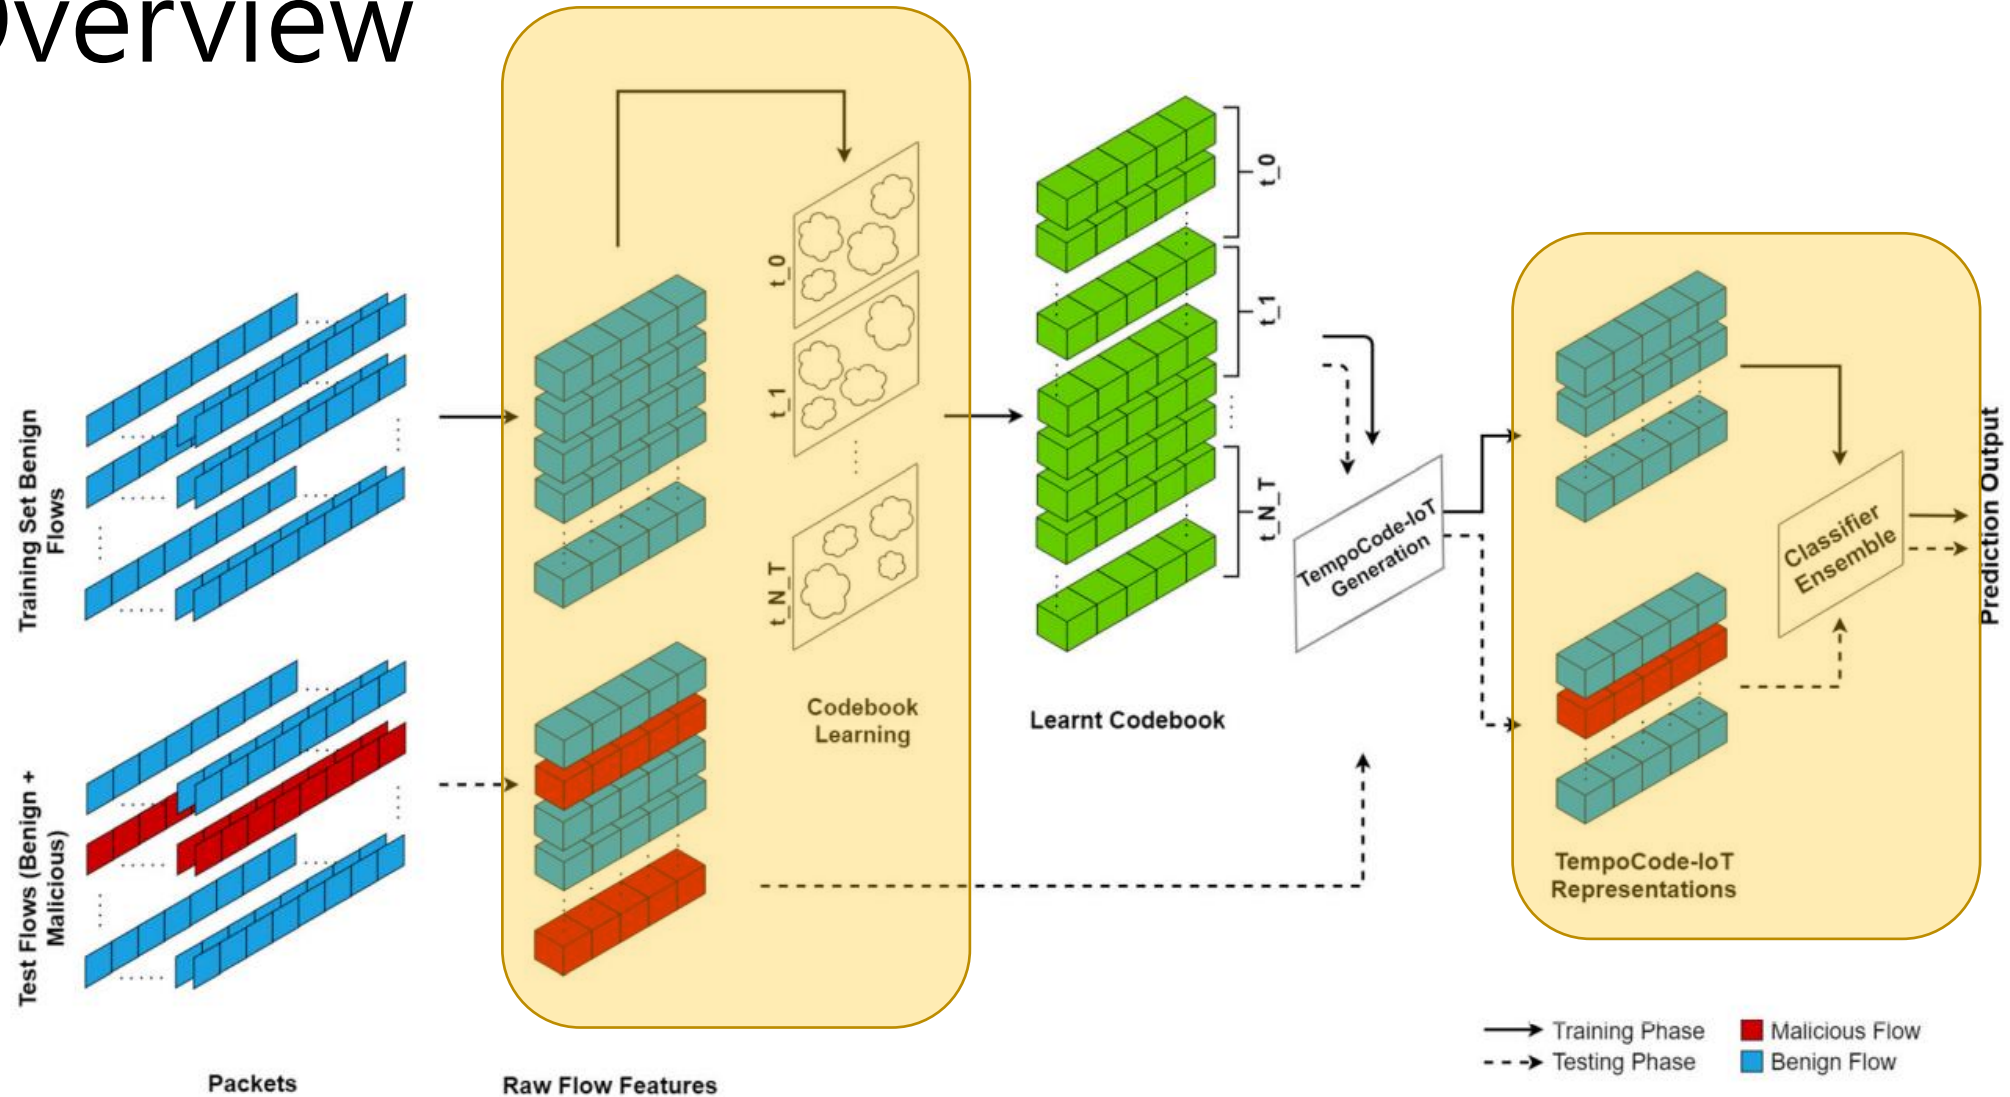 Overview
t_0
t_1
t_N_T
t_0
t_1
t_N_T
Training Set Benign
Flows
Test Flows (Benign +
Malicious)
Codebook
Learning
Learnt Codebook
TempoCode-IoT
Generation
Classifier
Ensemble
Prediction Output
TempoCode-IoT
Representations
Training Phase
Malicious Flow
Testing Phase
Benign Flow
Packets
Raw Flow Features